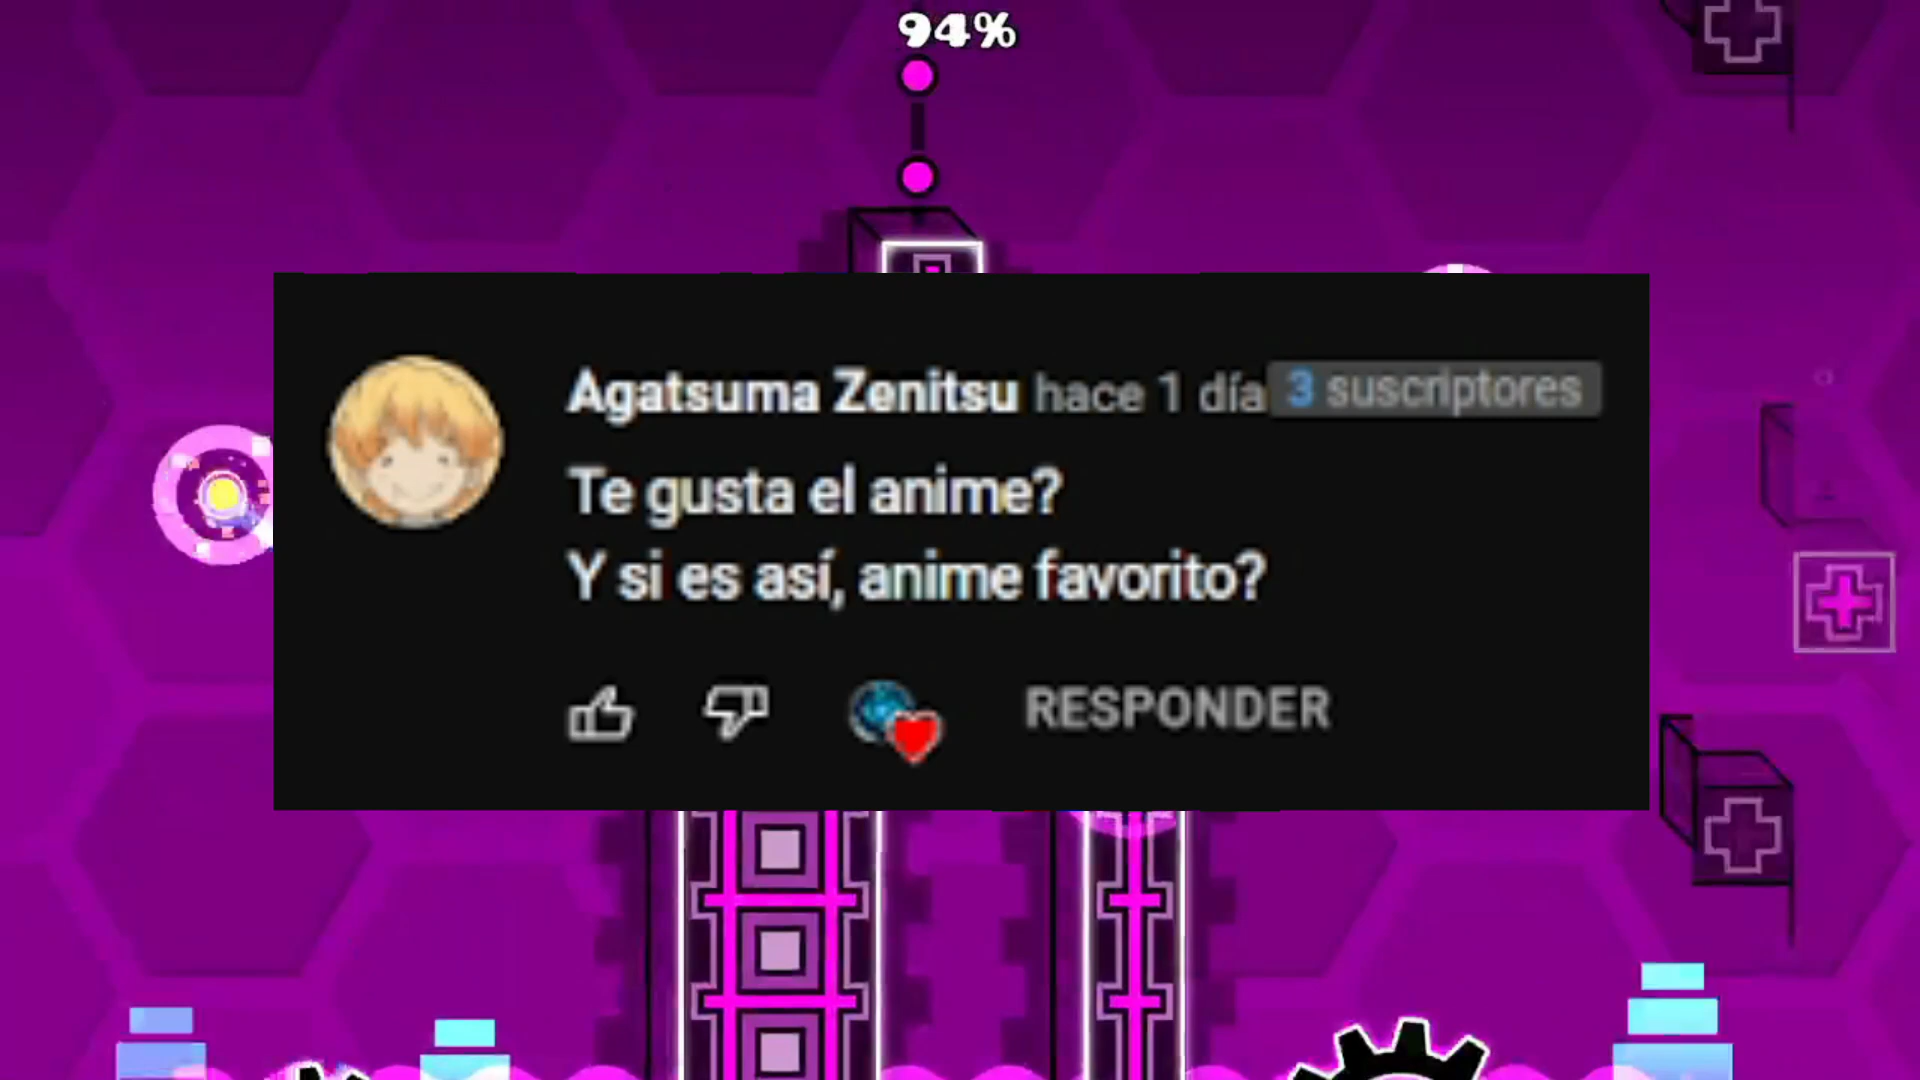 94%
Agatsuma Zenitsu hace 1 día 3 suscriptores
Te gusta el anime?
Y si es así, anime favorito?
RESPONDER